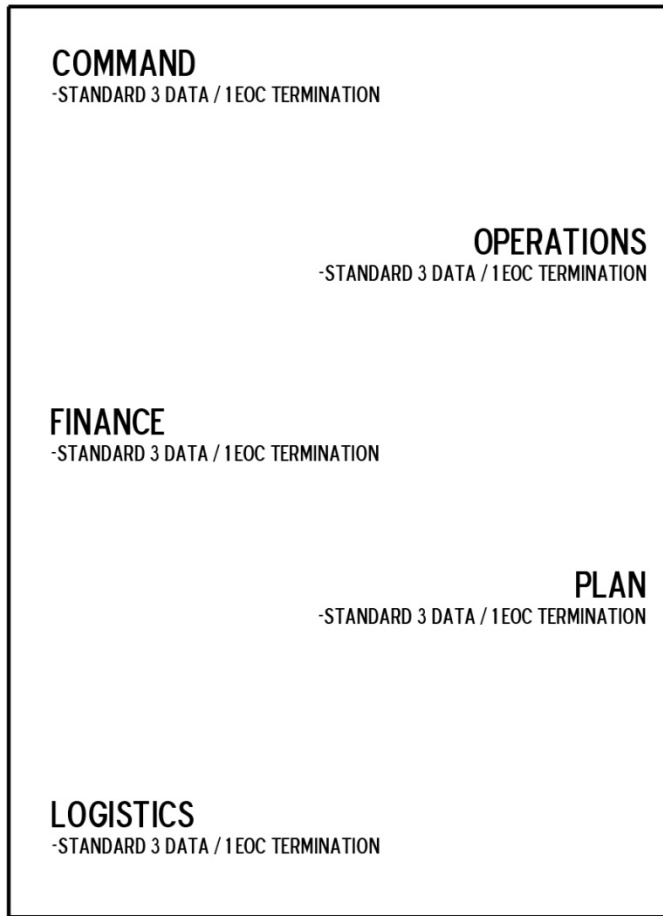 COMMAND
-STANDARD 3 DATA / 1 EOC TERMINATION
OPERATIONS
-STANDARD 3 DATA / 1 EOC TERMINATION
FINANCE
-STANDARD 3 DATA / 1 EOC TERMINATION
PLAN
-STANDARD 3 DATA / 1 EOC TERMINATION
LOGISTICS
-STANDARD 3 DATA / 1 EOC TERMINATION